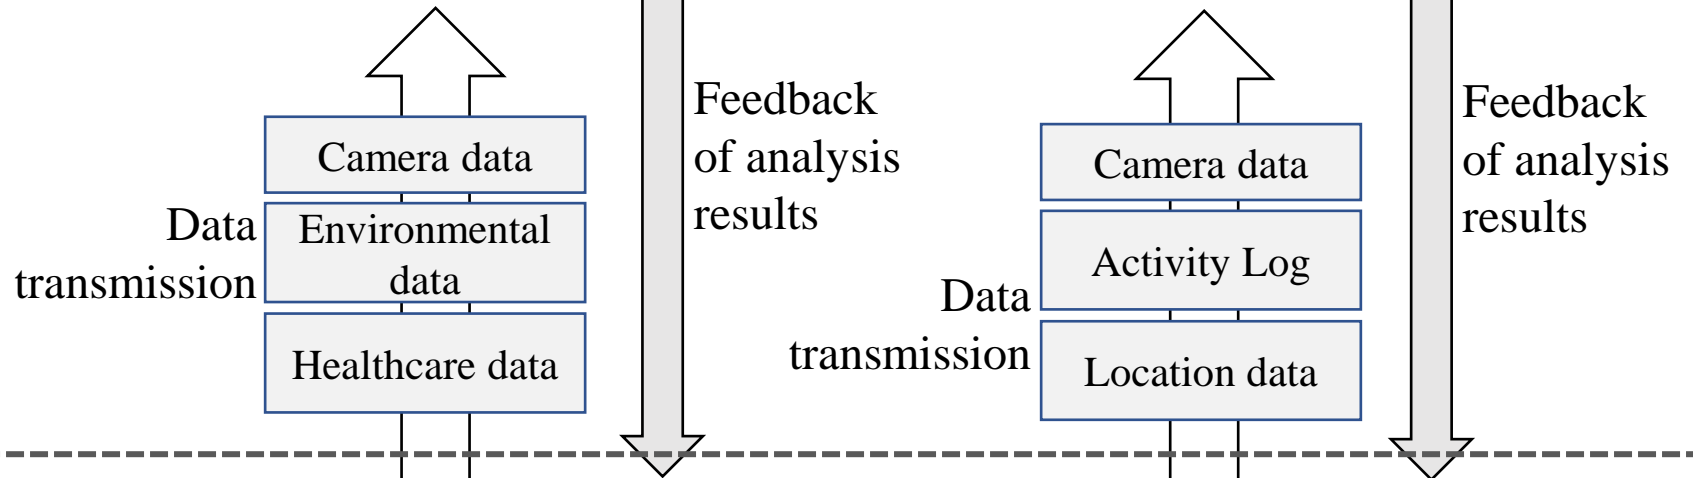 Camera data
Environmental
data
Healthcare data
Data
transmission
Feedback
of analysis
results
Camera data
Activity Log
Location data
Data
transmission
Feedback
of analysis
results